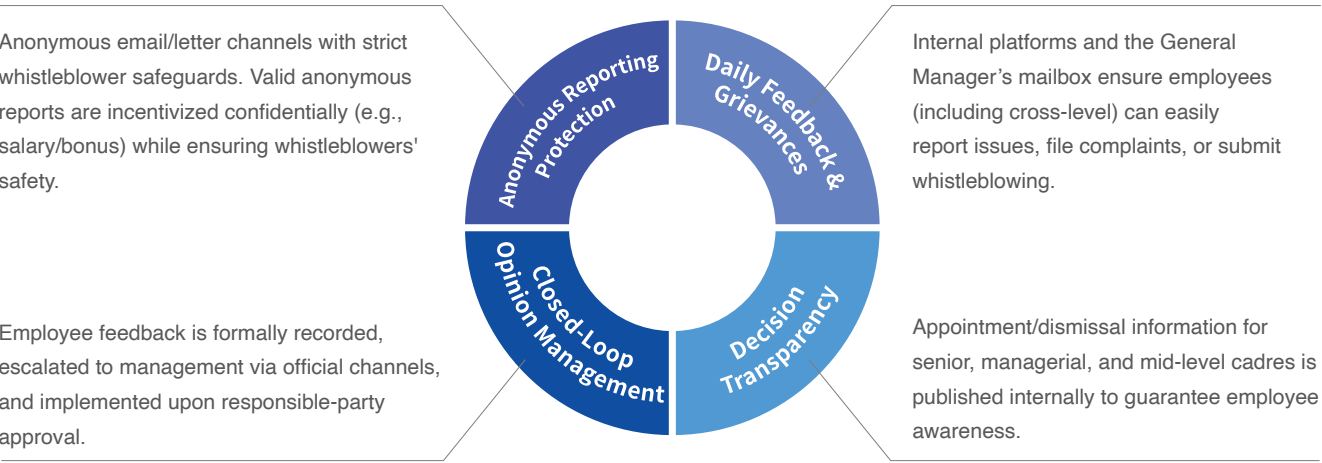 Anonymous email/letter channels with strict
whistleblower safeguards. Valid anonymous
reports are incentivized confidentially (e.g.,
salary/bonus) while ensuring whistleblowers'
safety.
Anonymous Reporting
Protection
Daily Feedback &
Grievances
Internal platforms and the General
Manager’s mailbox ensure employees
(including cross-level) can easily
report issues, file complaints, or submit
whistleblowing.
Employee feedback is formally recorded,
escalated to management via official channels,
and implemented upon responsible-party
approval.
Closed-Loop
Opinion Management
Decision
Transparency
Appointment/dismissal information for
senior, managerial, and mid-level cadres is
published internally to guarantee employee
awareness.